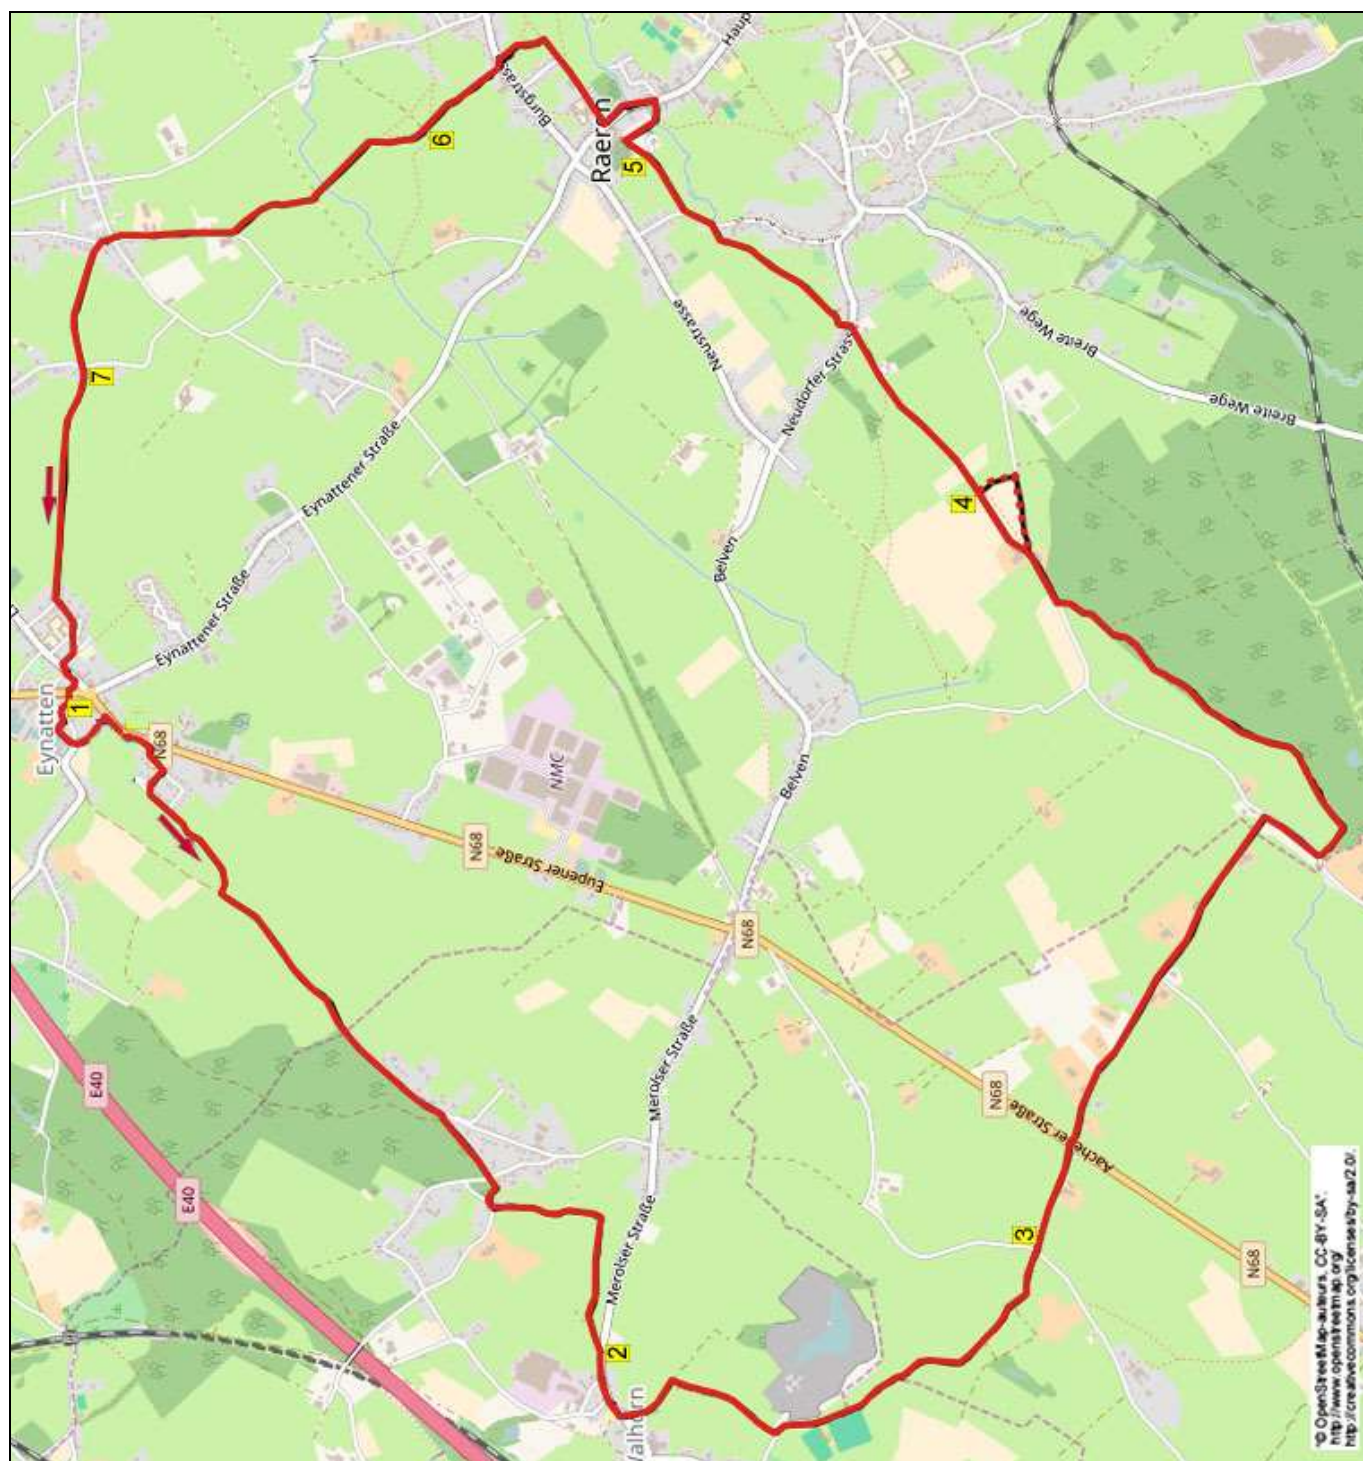 Burgstrass
Haup
6
Raeren
5
7
Neustrasse
Breite Wege
Breite Wege
Neudorfer Strass
Eynattener Straße
4
Eynattener Straße
Belven
Eynatten
1
N68
NMC
Belven
N68
Eupener Straße
N68
E40
Merolser Straße
N68
Aachener Straße
E40
Merolser Straße
3
N68
Merolser Straße
2
Walhorn
"© OpenStreetMap-auteurs, CC-BY-SA".
http://www.openstreetmap.org/
http://creativecommons.org/licenses/by-sa/2.0/.